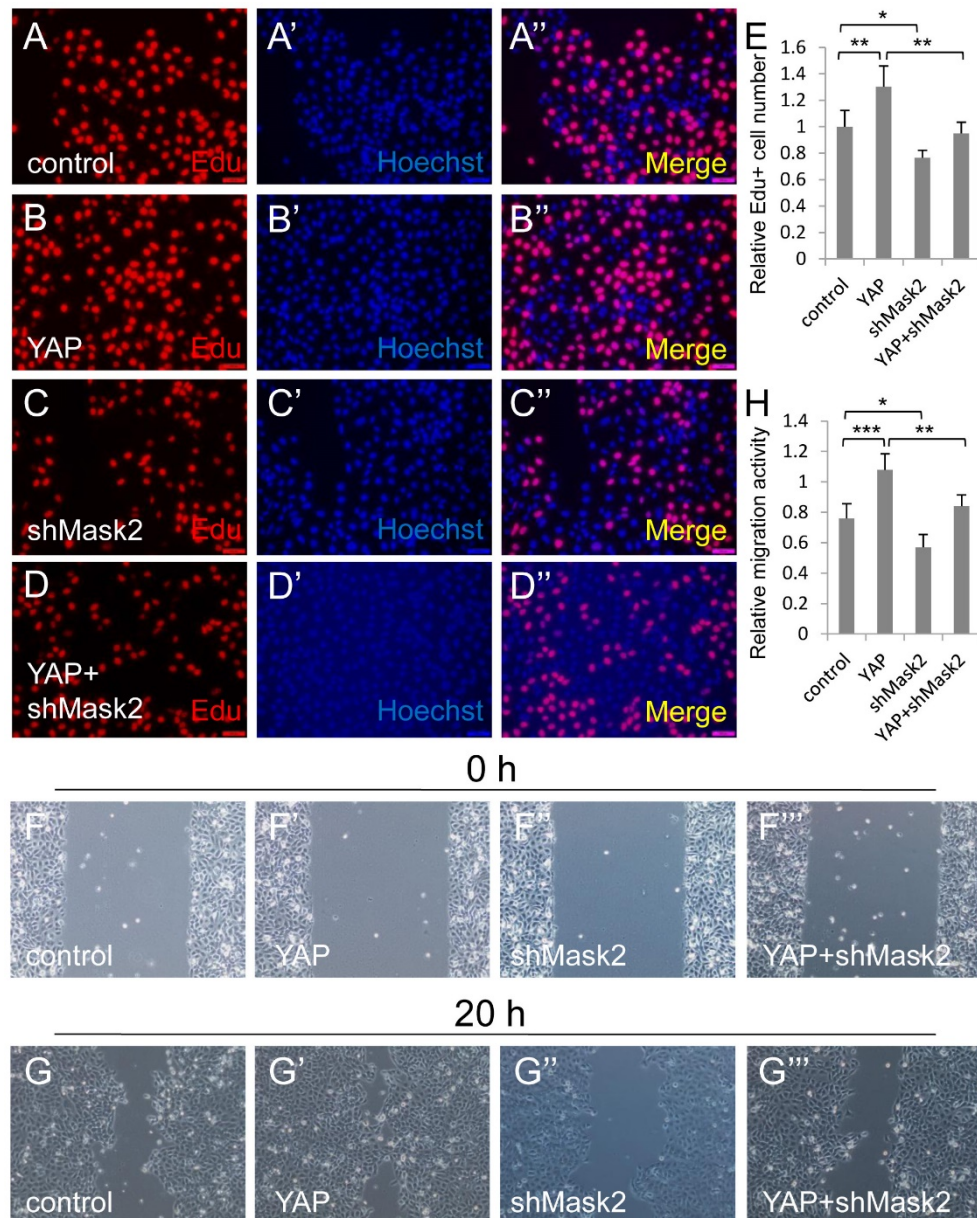 A
control
Edu
A’
Hoechst
A’’
Merge
B
YAP
Edu
B’
Hoechst
B’’
Merge
C
shMask2
Edu
C’
Hoechst
C’’
Merge
D
YAP+
shMask2
Edu
D’
Hoechst
D’’
Merge
E
Relative Edu+ cell number
1.6
1.4
1.2
1
0.8
0.6
0.4
0.2
0
*
** **
control
YAP
shMask2
YAP+shMask2
H
Relative migration activity
1.4
1.2
1
0.8
0.6
0.4
0.2
0
*
*** **
control
YAP
shMask2
YAP+shMask2
0 h
F
control
F’
YAP
F’’
shMask2
F’’’
YAP+shMask2
20 h
G
control
G’
YAP
G’’
shMask2
G’’’
YAP+shMask2